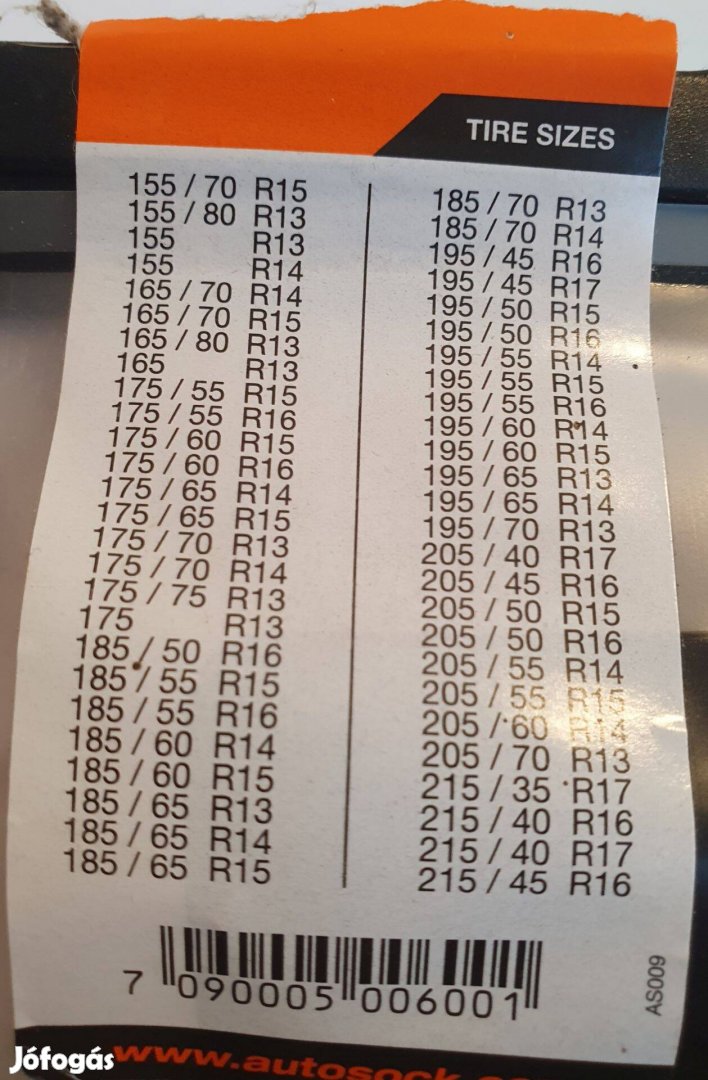 TIRE SIZES
155 / 70 R15
155 / 80 R13
155 R13
155 R14
165 / 70 R14
165 / 70 R15
165 / 80 R13
165 R13
175 / 55 R15
175 / 55 R16
175 / 60 R15
175 / 60 R16
175 / 65 R14
175 / 65 R15
175 / 70 R13
175 / 70 R14
175 / 75 R13
175 R13
185 / 50 R16
185 / 55 R15
185 / 55 R16
185 / 60 R14
185 / 60 R15
185 / 65 R13
185 / 65 R14
185 / 65 R15
185 / 70 R13
185 / 70 R14
195 / 45 R16
195 / 45 R17
195 / 50 R15
195 / 50 R16
195 / 55 R14
195 / 55 R15
195 / 55 R16
195 / 60 R14
195 / 60 R15
195 / 65 R13
195 / 65 R14
195 / 70 R13
205 / 40 R17
205 / 45 R16
205 / 50 R15
205 / 50 R16
205 / 55 R14
205 / 55 R15
205 / 60 R14
205 / 70 R13
215 / 35 R17
215 / 40 R16
215 / 40 R17
215 / 45 R16
7 090005 006001
AS009
www.autosock
Jófogás